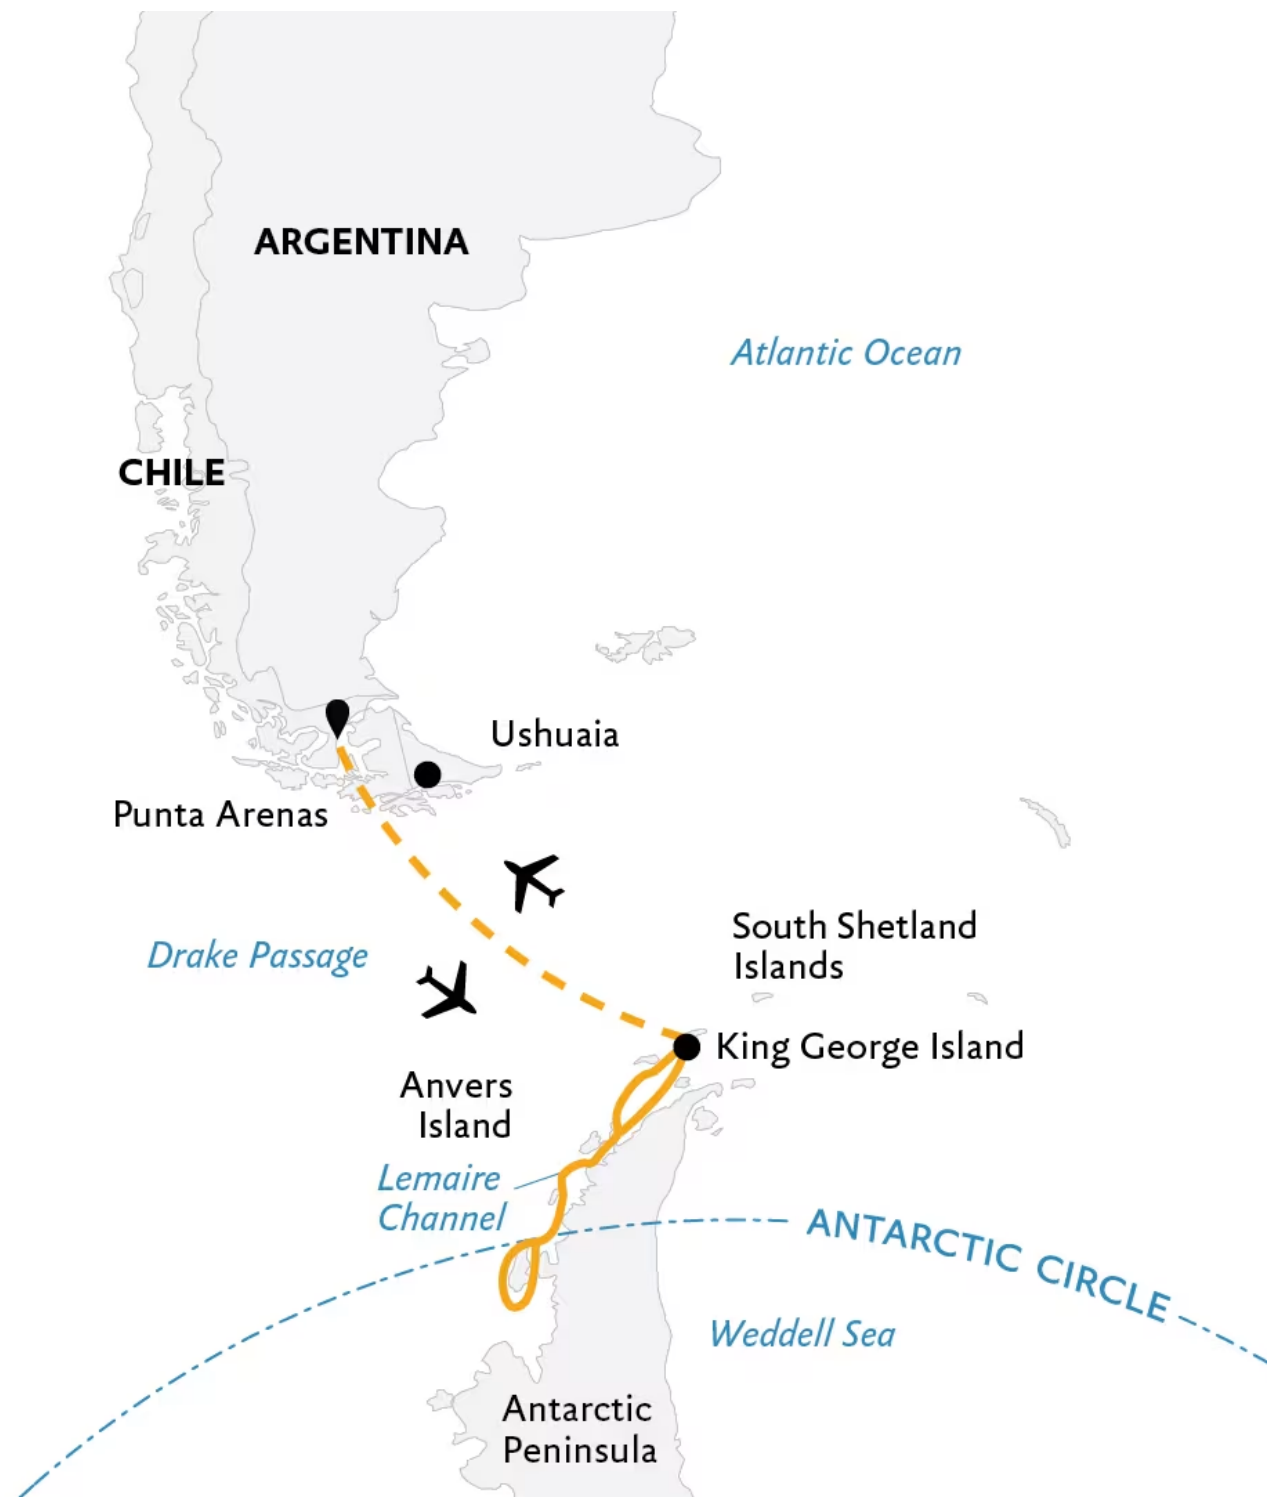 ARGENTINA
Atlantic Ocean
CHILE
Ushuaia
Punta Arenas
South Shetland
Islands
Drake Passage
King George Island
Anvers
Island
Lemaire
Channel
ANTARCTIC CIRCLE
Weddell Sea
Antarctic
Peninsula